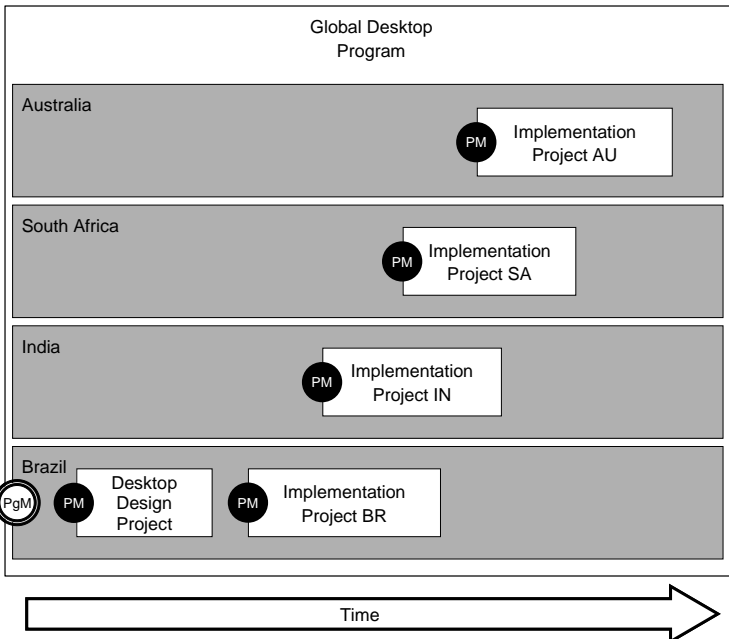 Global Desktop
Program
Australia
PM
Implementation
Project AU
South Africa
PM
Implementation
Project SA
India
PM
Implementation
Project IN
Brazil
PgM
PM
Desktop
Design
Project
PM
Implementation
Project BR
Time